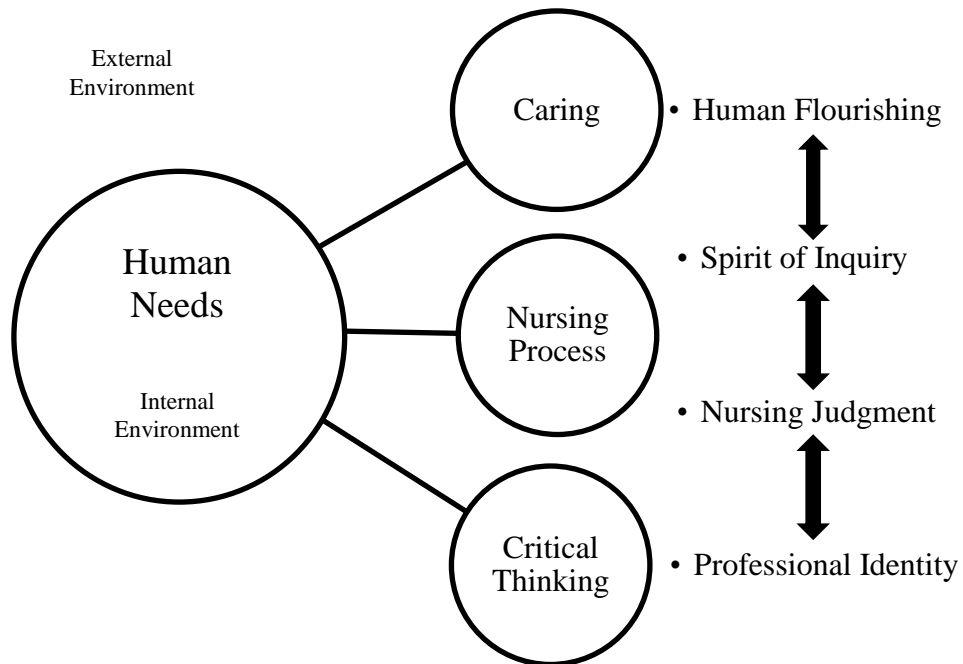 External
Environment
Caring
• Human Flourishing
Human
Needs
• Spirit of Inquiry
Nursing
Process
Internal
Environment
• Nursing Judgment
Critical
Thinking
• Professional Identity